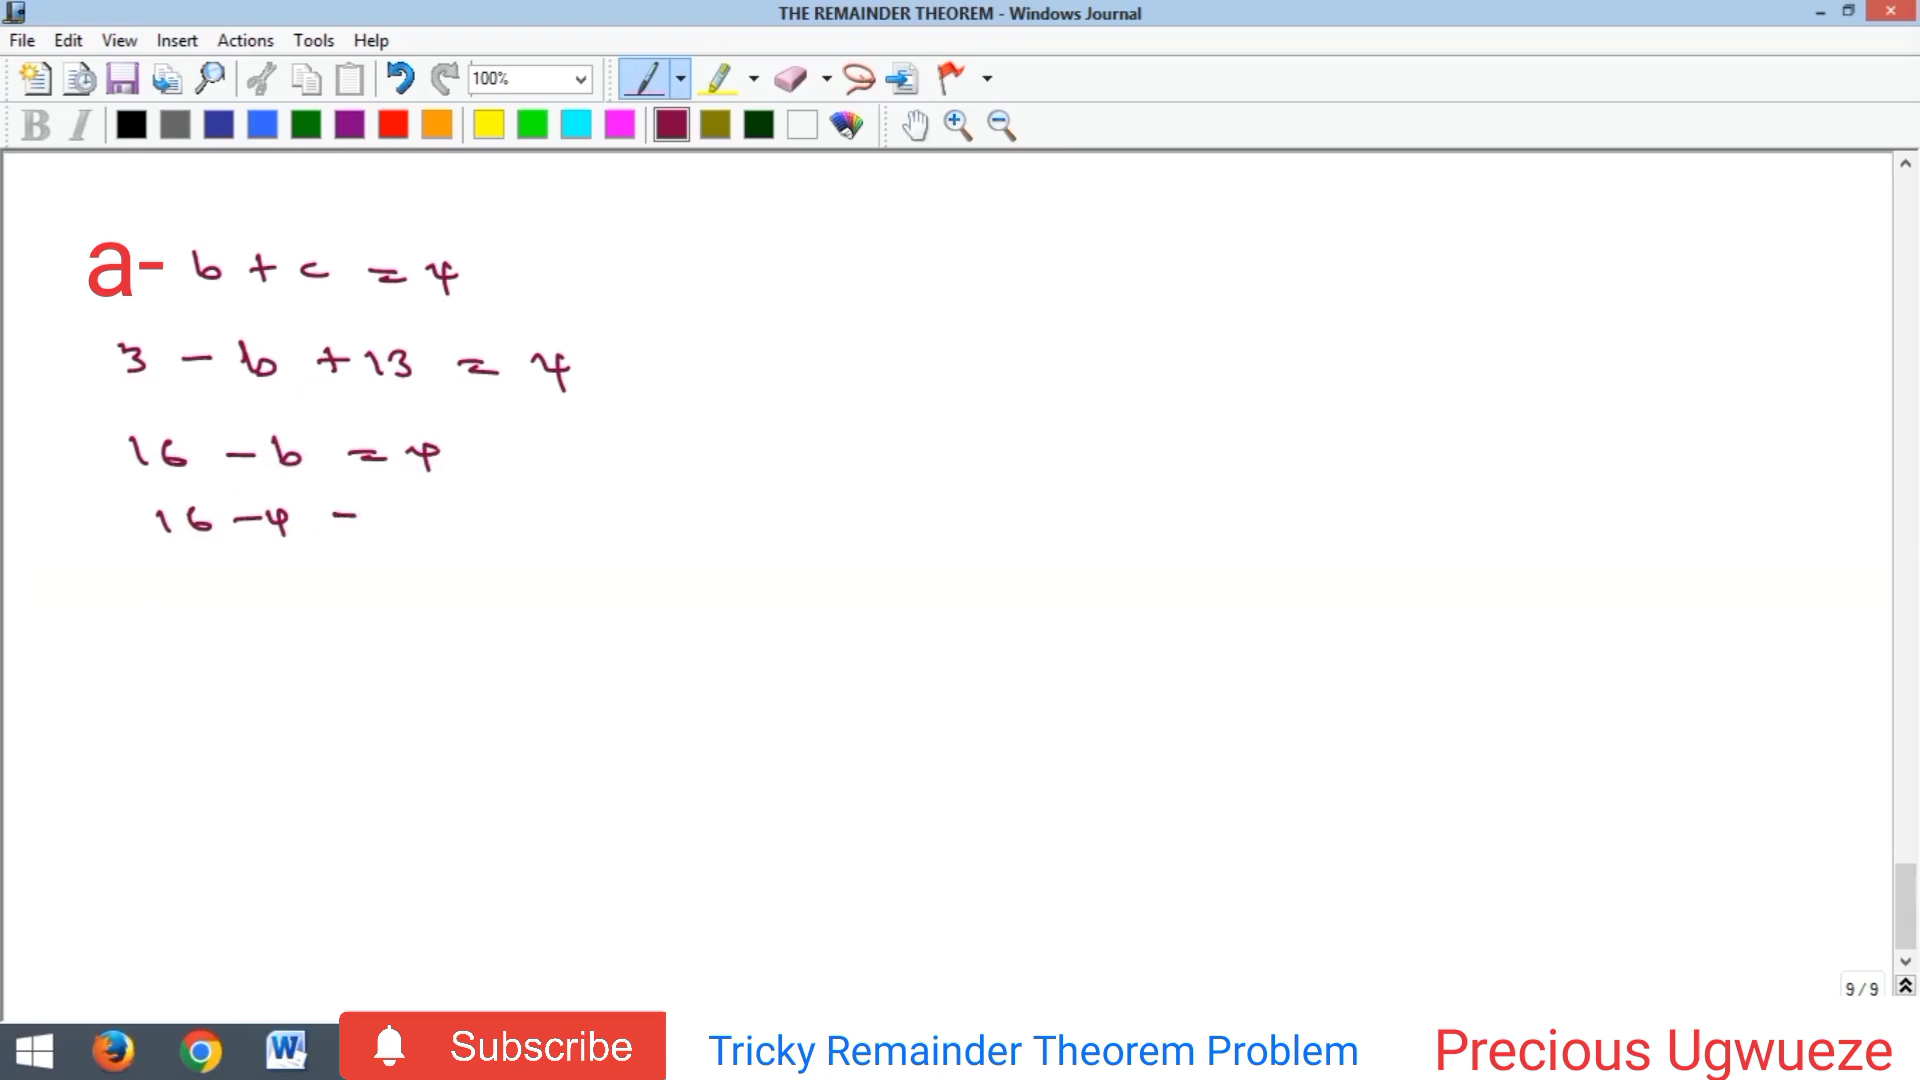 THE REMAINDER THEOREM - Windows Journal
File Edit View Insert Actions Tools Help
100%
B I
a- b + c = 4
3 - b + 13 = 4
16 - b = 4
16 - 4 -
9 / 9
Subscribe
Tricky Remainder Theorem Problem
Precious Ugwueze